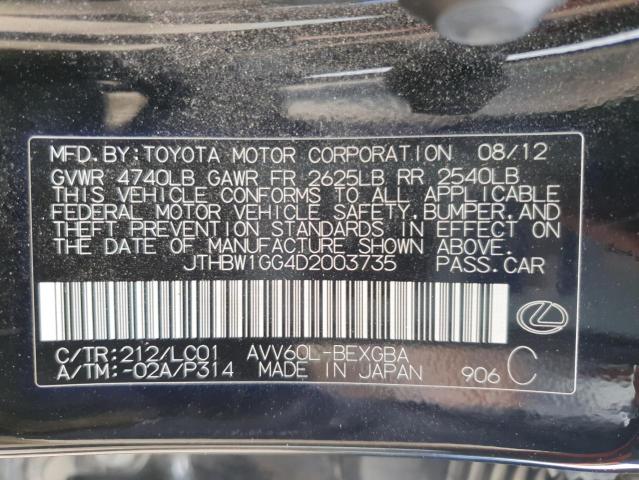 MFD.BY:TOYOTA MOTOR CORPORATION 08/12
GVWR 4740LB GAWR FR 2625LB RR 2540LB
THIS VEHICLE CONFORMS TO ALL APPLICABLE
FEDERAL MOTOR VEHICLE SAFETY,BUMPER,AND
THEFT PREVENTION STANDARDS IN EFFECT ON
THE DATE OF MANUFACTURE SHOWN ABOVE.
JTHBW1GG4D2003735 PASS.CAR
C/TR:212/LC01 AVV60L-BEXGBA
A/TM:-02A/P314 MADE IN JAPAN 906 C